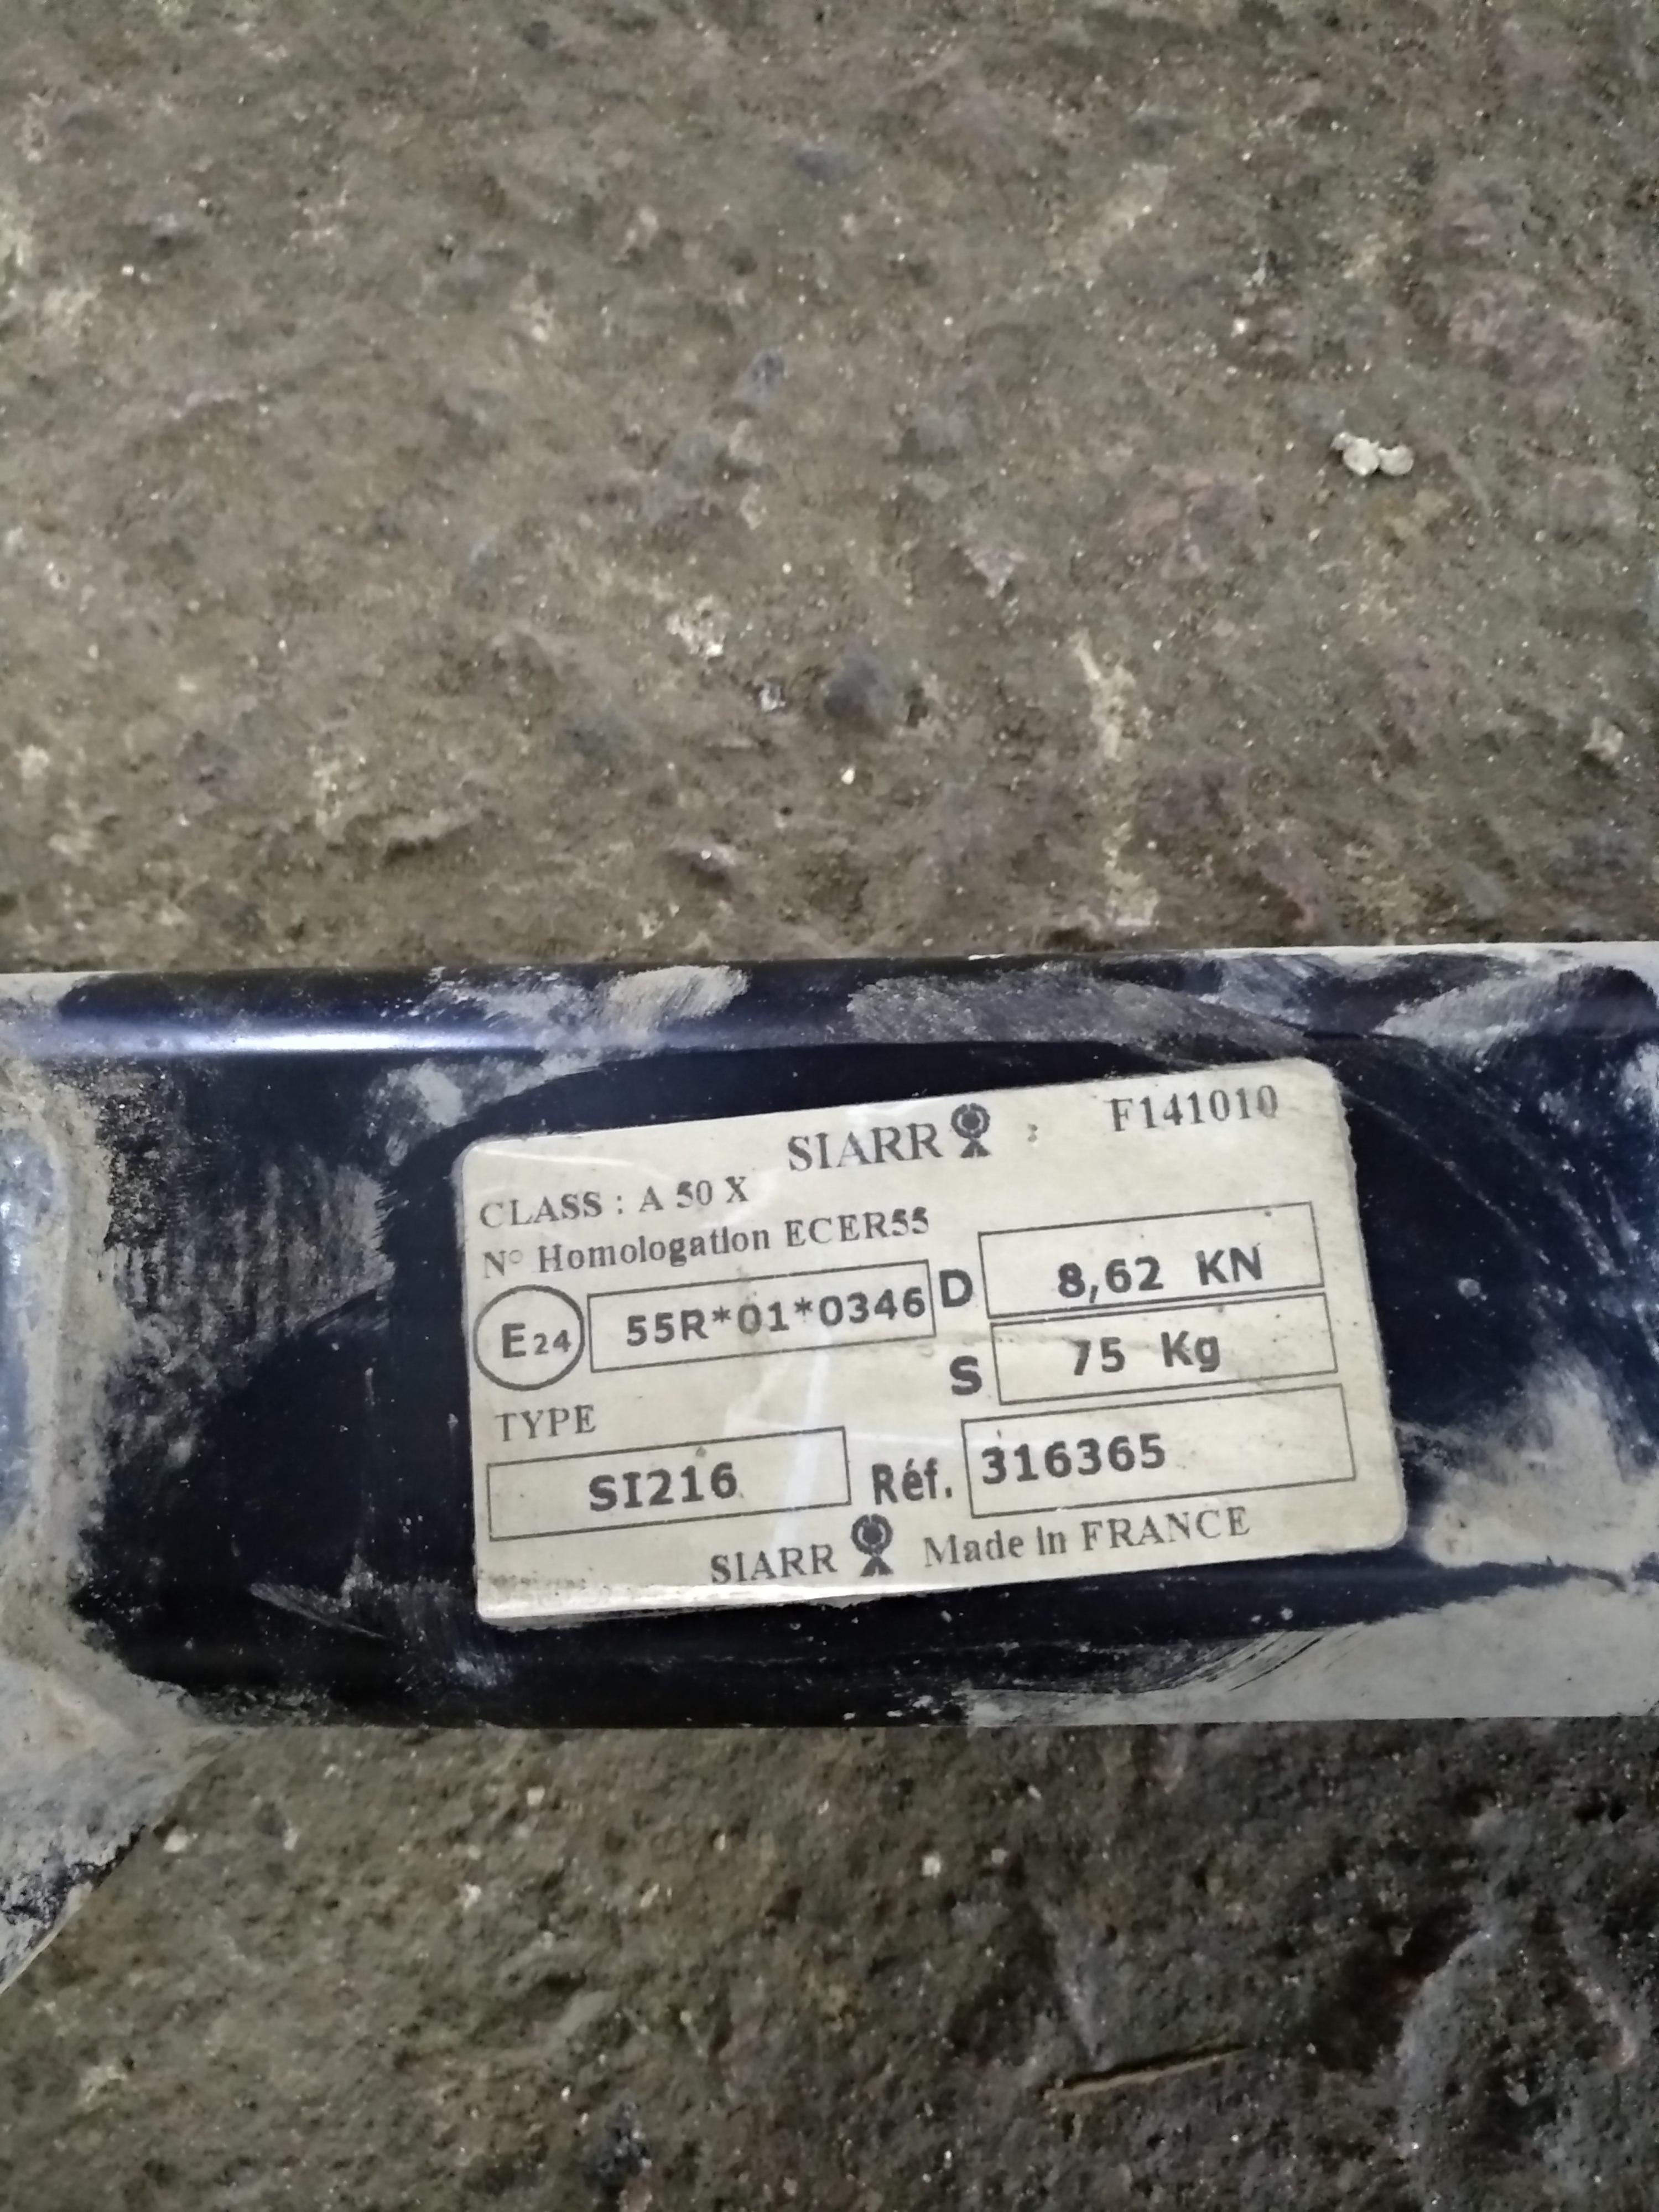 SIARR : F141010
CLASS : A 50 X
N° Homologation ECER55
E24 55R*01*0346 D 8,62 KN
S 75 Kg
TYPE
SI216 Réf. 316365
SIARR Made in FRANCE